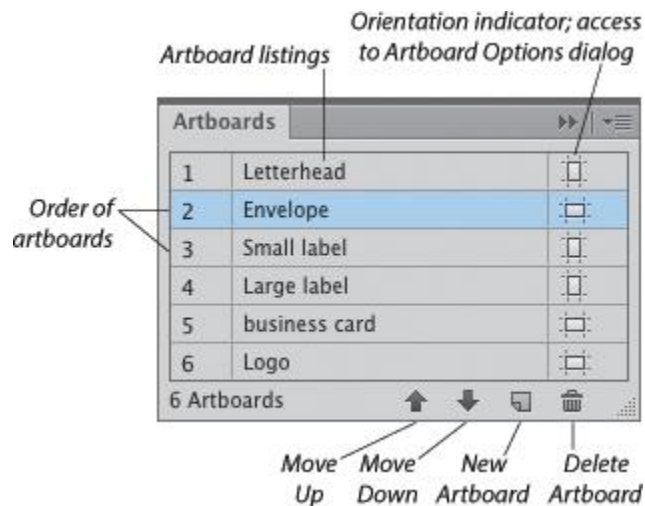 Orientation indicator; access
to Artboard Options dialog
Artboard listings
Artboards
1 Letterhead
2 Envelope
3 Small label
4 Large label
5 business card
6 Logo
Order of
artboards
6 Artboards
Move
Up
Move
Down
New
Artboard
Delete
Artboard